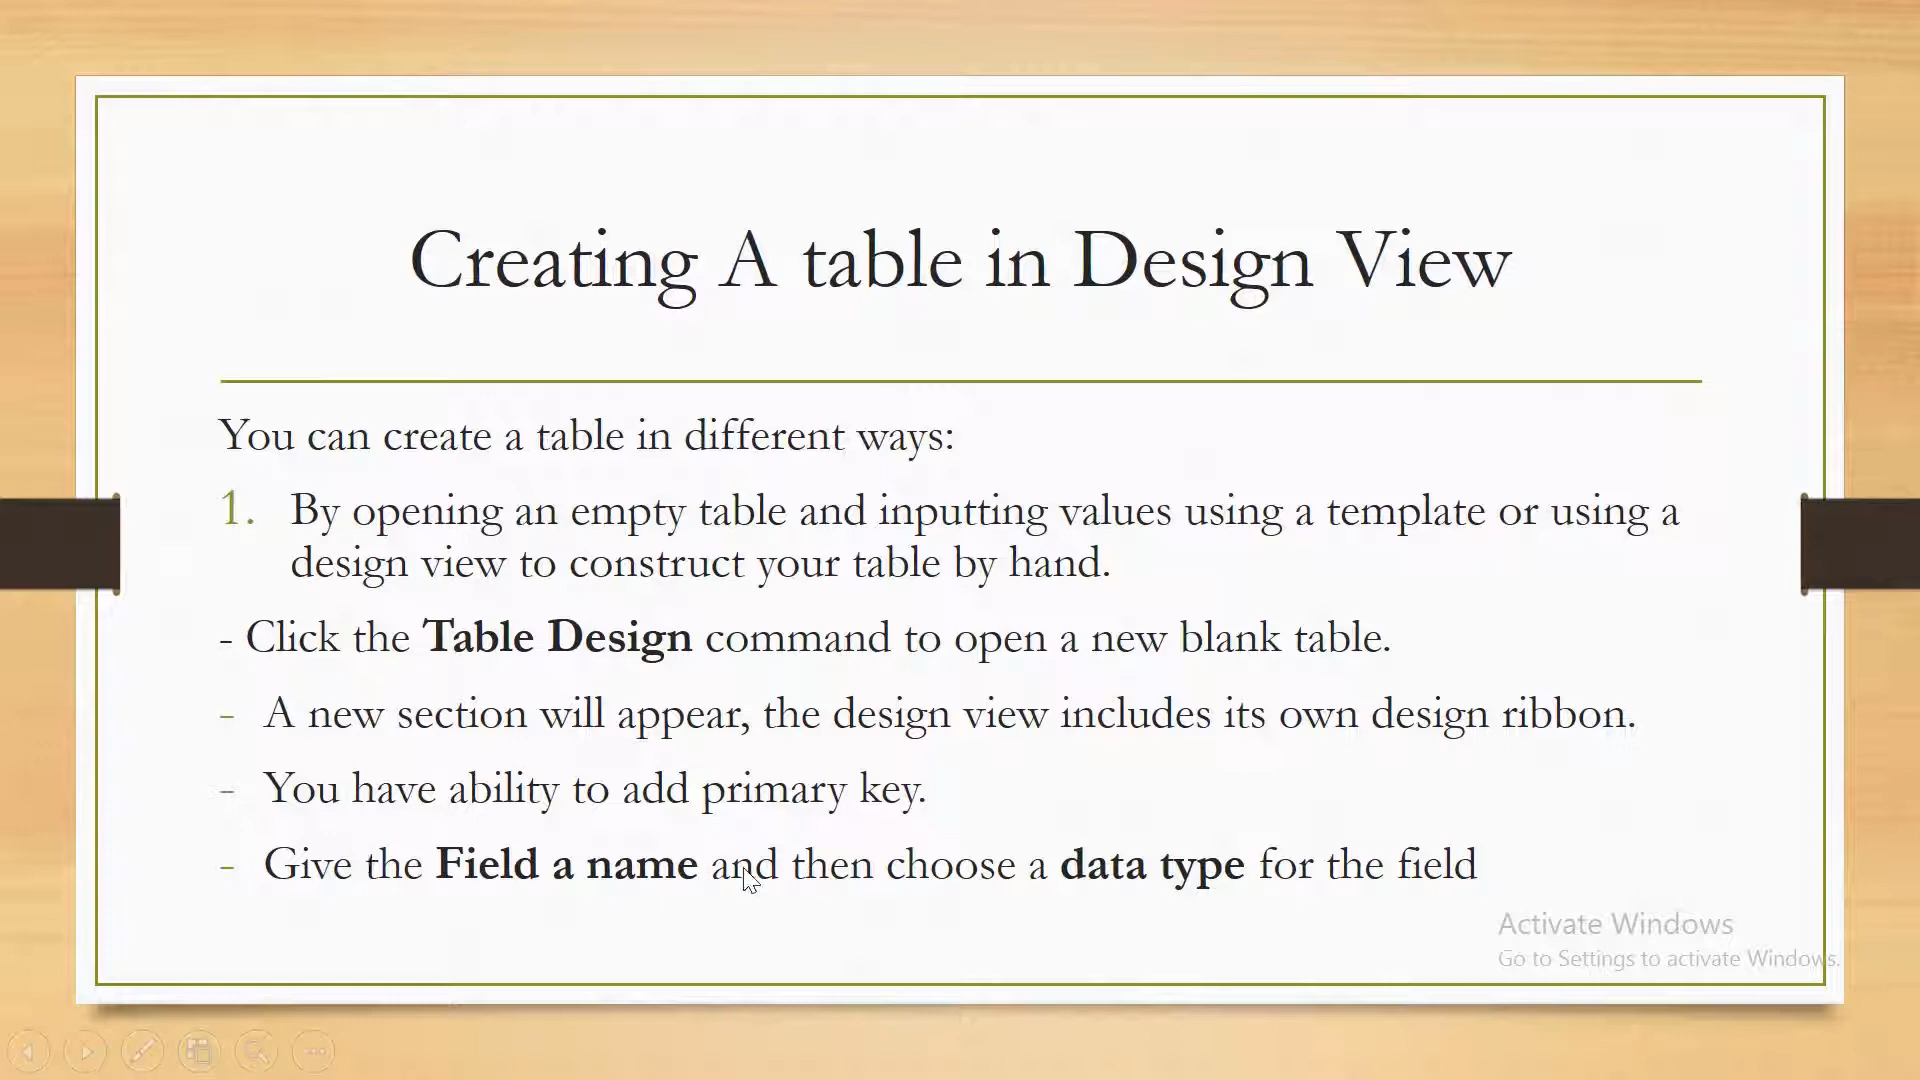 Creating A table in Design View
You can create a table in different ways:
1. By opening an empty table and inputting values using a template or using a
design view to construct your table by hand.
- Click the Table Design command to open a new blank table.
- A new section will appear, the design view includes its own design ribbon.
- You have ability to add primary key.
- Give the Field a name and then choose a data type for the field
Activate Windows
Go to Settings to activate Windows.